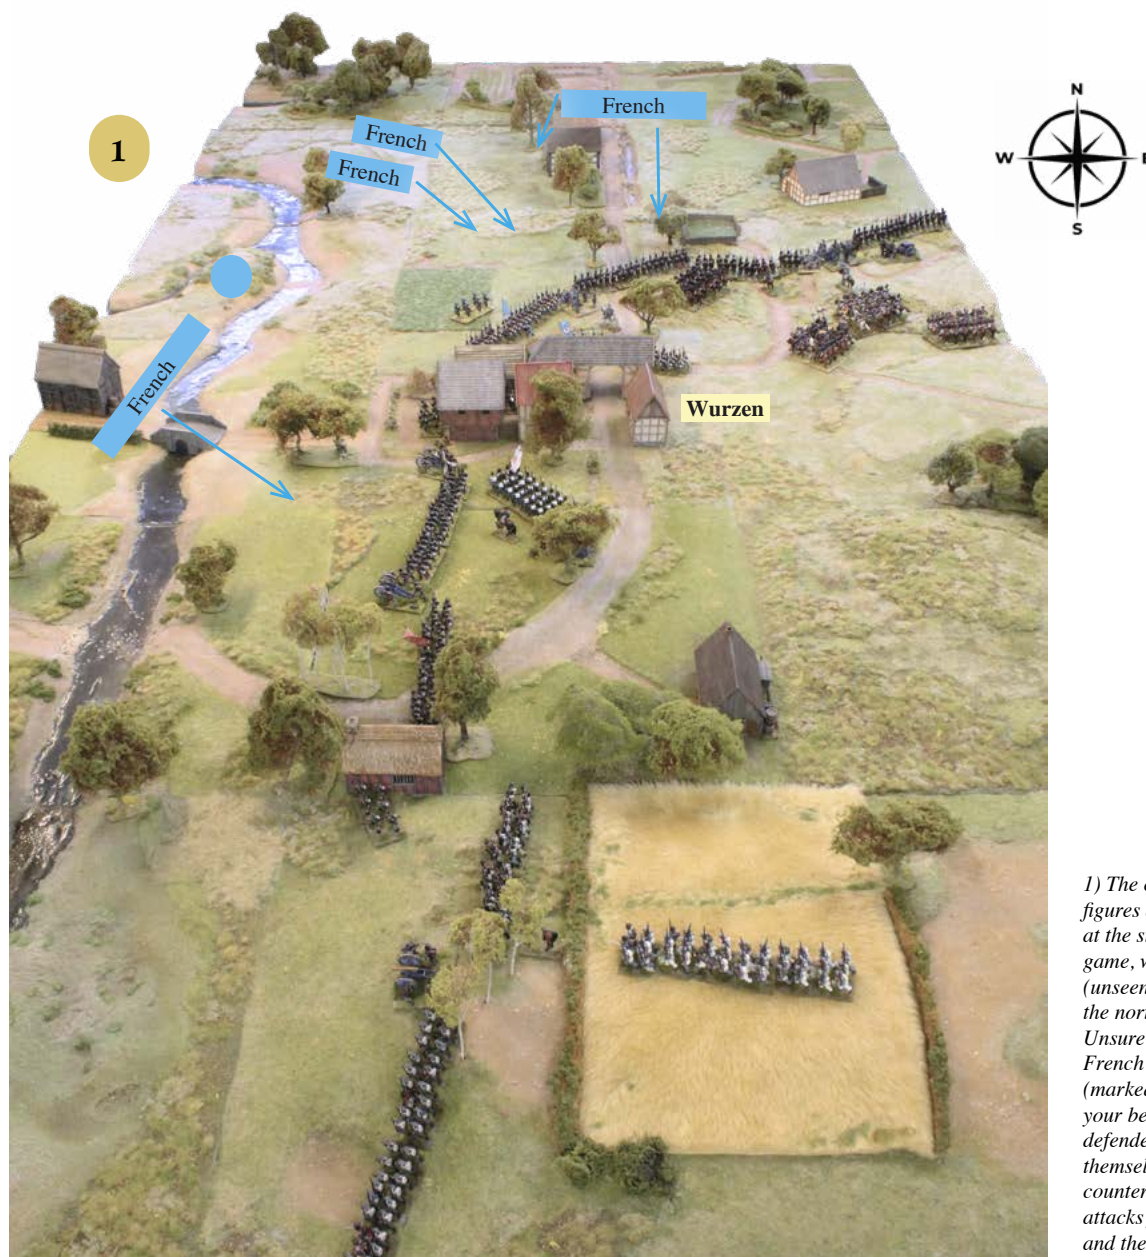 N
W E
S
1
French
French
French
French
Wurzen
1) The
figures
at the s
game, w
(unseen
the nor
Unsure
French
(marked
your be
defende
themsel
counter
attacks
and the